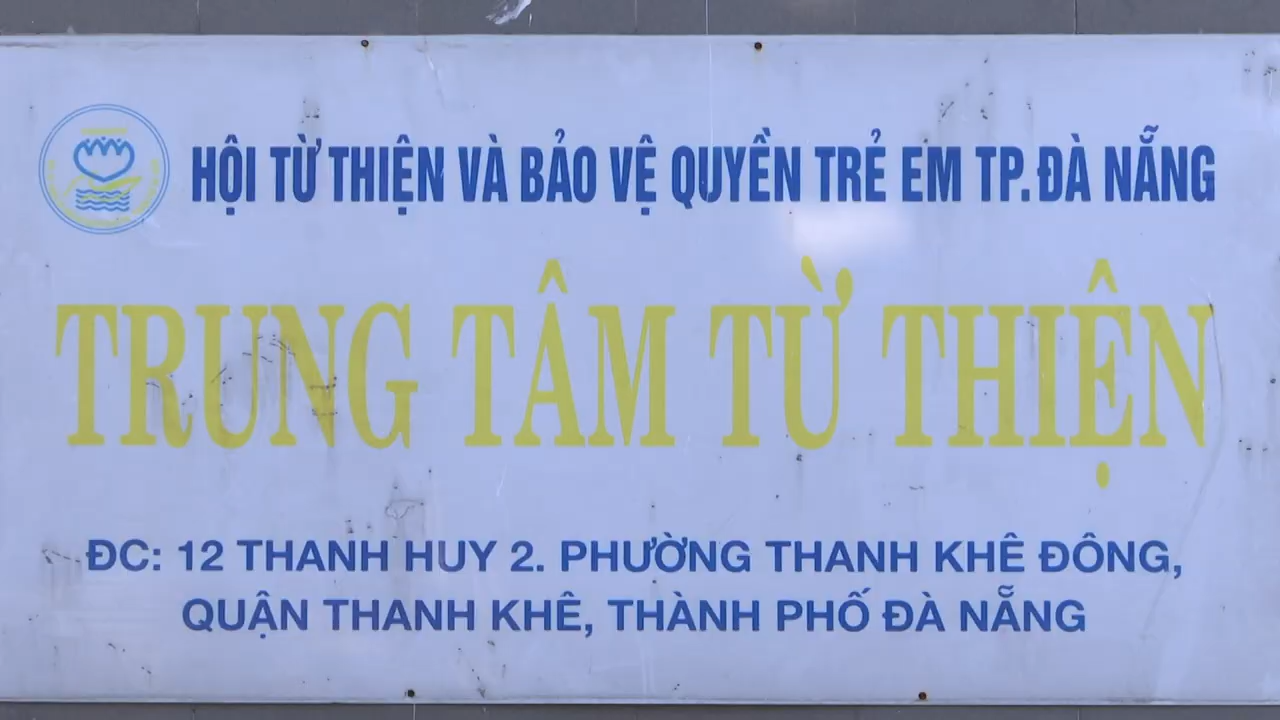 HỘI TỪ THIỆN VÀ BẢO VỆ QUYỀN TRẺ EM TP. ĐÀ NẴNG
TRUNG TÂM TỪ THIỆN
ĐC: 12 THANH HUY 2. PHƯỜNG THANH KHÊ ĐÔNG,
QUẬN THANH KHÊ, THÀNH PHỐ ĐÀ NẴNG